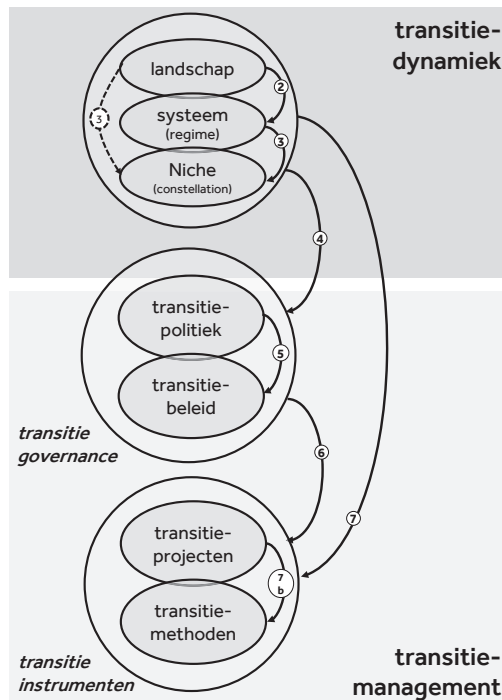 transitie-
dynamiek
landschap
2
systeem
(regime)
3
3
Niche
(constellation)
4
transitie-
politiek
5
transitie-
beleid
transitie
governance
6
7
transitie-
projecten
7
b
transitie-
methoden
transitie
instrumenten
transitie-
management